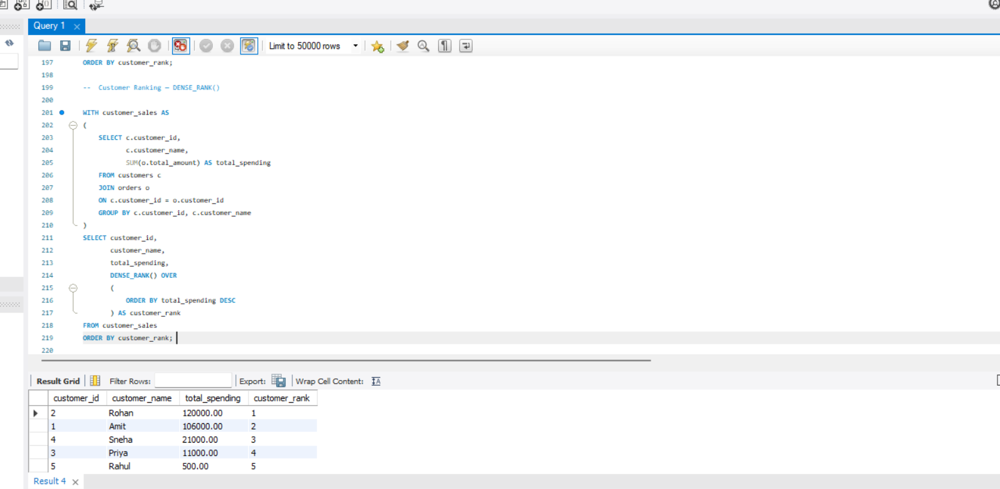 Query 1
Limit to 50000 rows
197 ORDER BY customer_rank;
198
199 --  Customer Ranking – DENSE_RANK()
200
201 WITH customer_sales AS
202 (
203     SELECT c.customer_id,
204            c.customer_name,
205            SUM(o.total_amount) AS total_spending
206     FROM customers c
207     JOIN orders o
208     ON c.customer_id = o.customer_id
209     GROUP BY c.customer_id, c.customer_name
210 )
211 SELECT customer_id,
212        customer_name,
213        total_spending,
214        DENSE_RANK() OVER
215        (
216            ORDER BY total_spending DESC
217        ) AS customer_rank
218 FROM customer_sales
219 ORDER BY customer_rank;
220
Result Grid Filter Rows: Export: Wrap Cell Content:
customer_id customer_name total_spending customer_rank
2 Rohan 120000.00 1
1 Amit 106000.00 2
4 Sneha 21000.00 3
3 Priya 11000.00 4
5 Rahul 500.00 5
Result 4